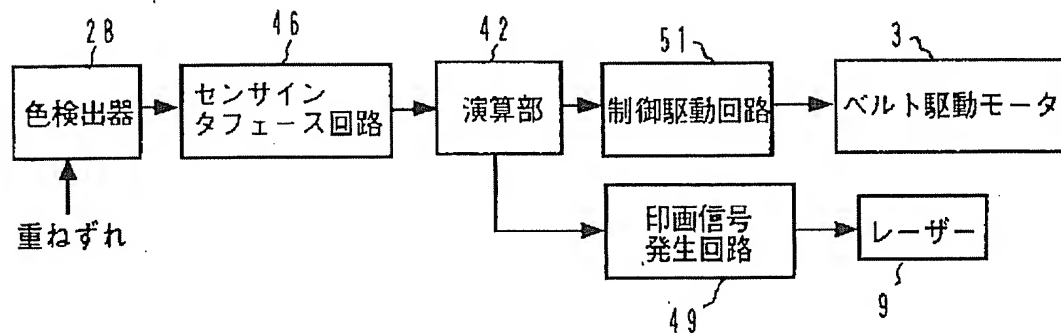 28
46
42
51
3
色検出器
センサイン
タフェース回路
演算部
制御駆動回路
ベルト駆動モータ
重ねずれ
印画信号
発生回路
レーザー
49
9